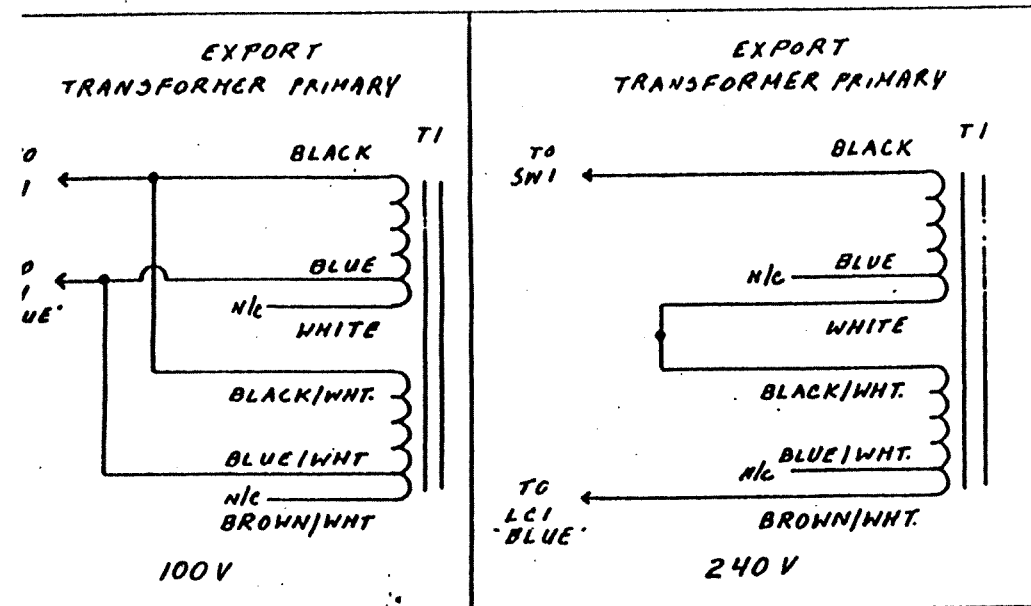 EXPORT
TRANSFORMER PRIMARY
T1
BLACK
BLUE
N/C
WHITE
BLACK/WHT.
BLUE/WHT
N/C
BROWN/WHT
100V
EXPORT
TRANSFORMER PRIMARY
T1
TO
SW1
BLACK
BLUE
N/C
WHITE
BLACK/WHT.
BLUE/WHT.
N/C
TO
LC1
"BLUE"
BROWN/WHT.
240V